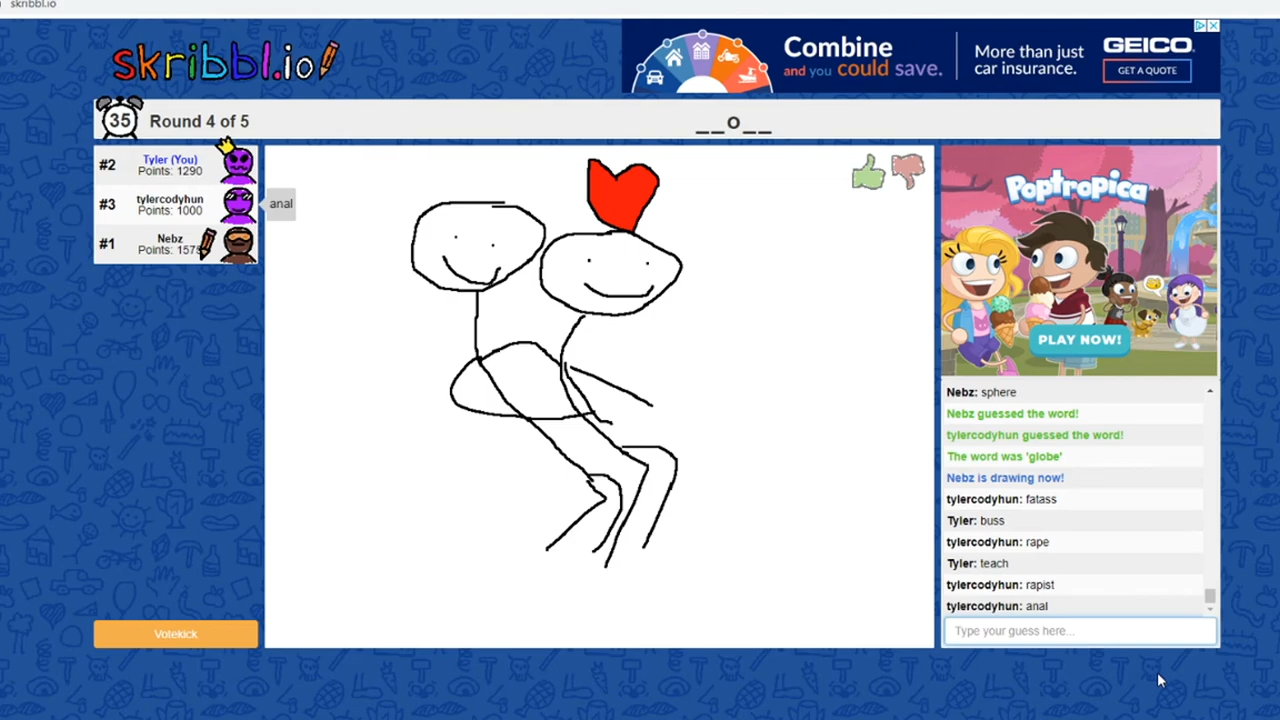 skribbl.io
skribbl.io
Combine
and you could save.
More than just
car insurance.
GEICO
GET A QUOTE
35
Round 4 of 5
__o__
#2
Tyler (You)
Points: 1290
#3
tylercodyhun
Points: 1000
anal
#1
Nebz
Points: 1575
Poptropica
PLAY NOW!
Nebz: sphere
Nebz guessed the word!
tylercodyhun guessed the word!
The word was 'globe'
Nebz is drawing now!
tylercodyhun: fatass
Tyler: buss
tylercodyhun: rape
Tyler: teach
tylercodyhun: rapist
tylercodyhun: anal
Type your guess here...
Votekick